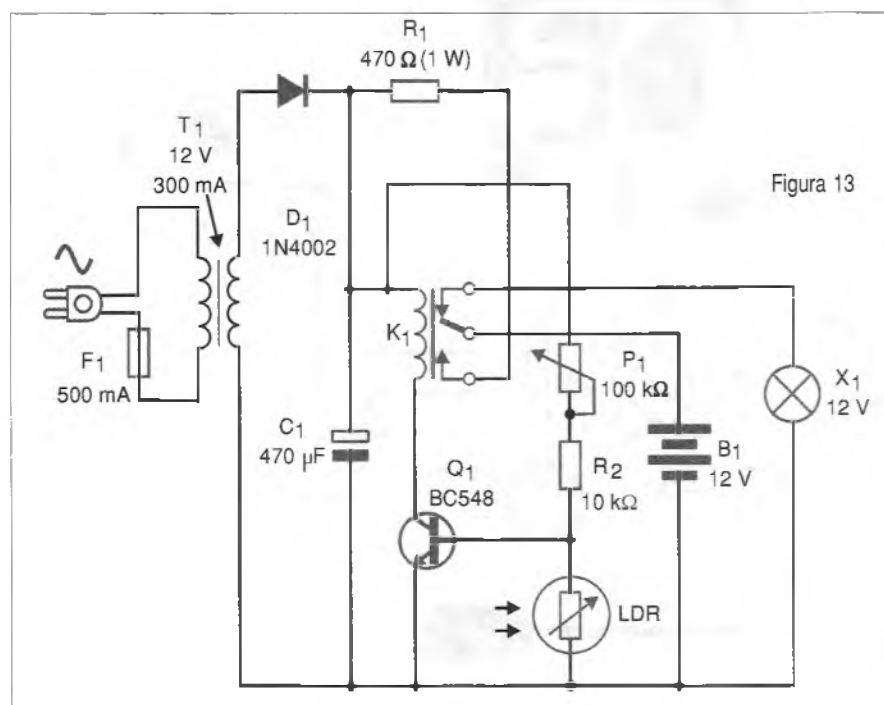 R1
470 Ω (1 W)
T1
12 V
300 mA
Figura 13
D1
1N4002
K1
P1
100 kΩ
X1
12 V
F1
500 mA
C1
470 µF
R2
10 kΩ
B1
12 V
Q1
BC548
LDR